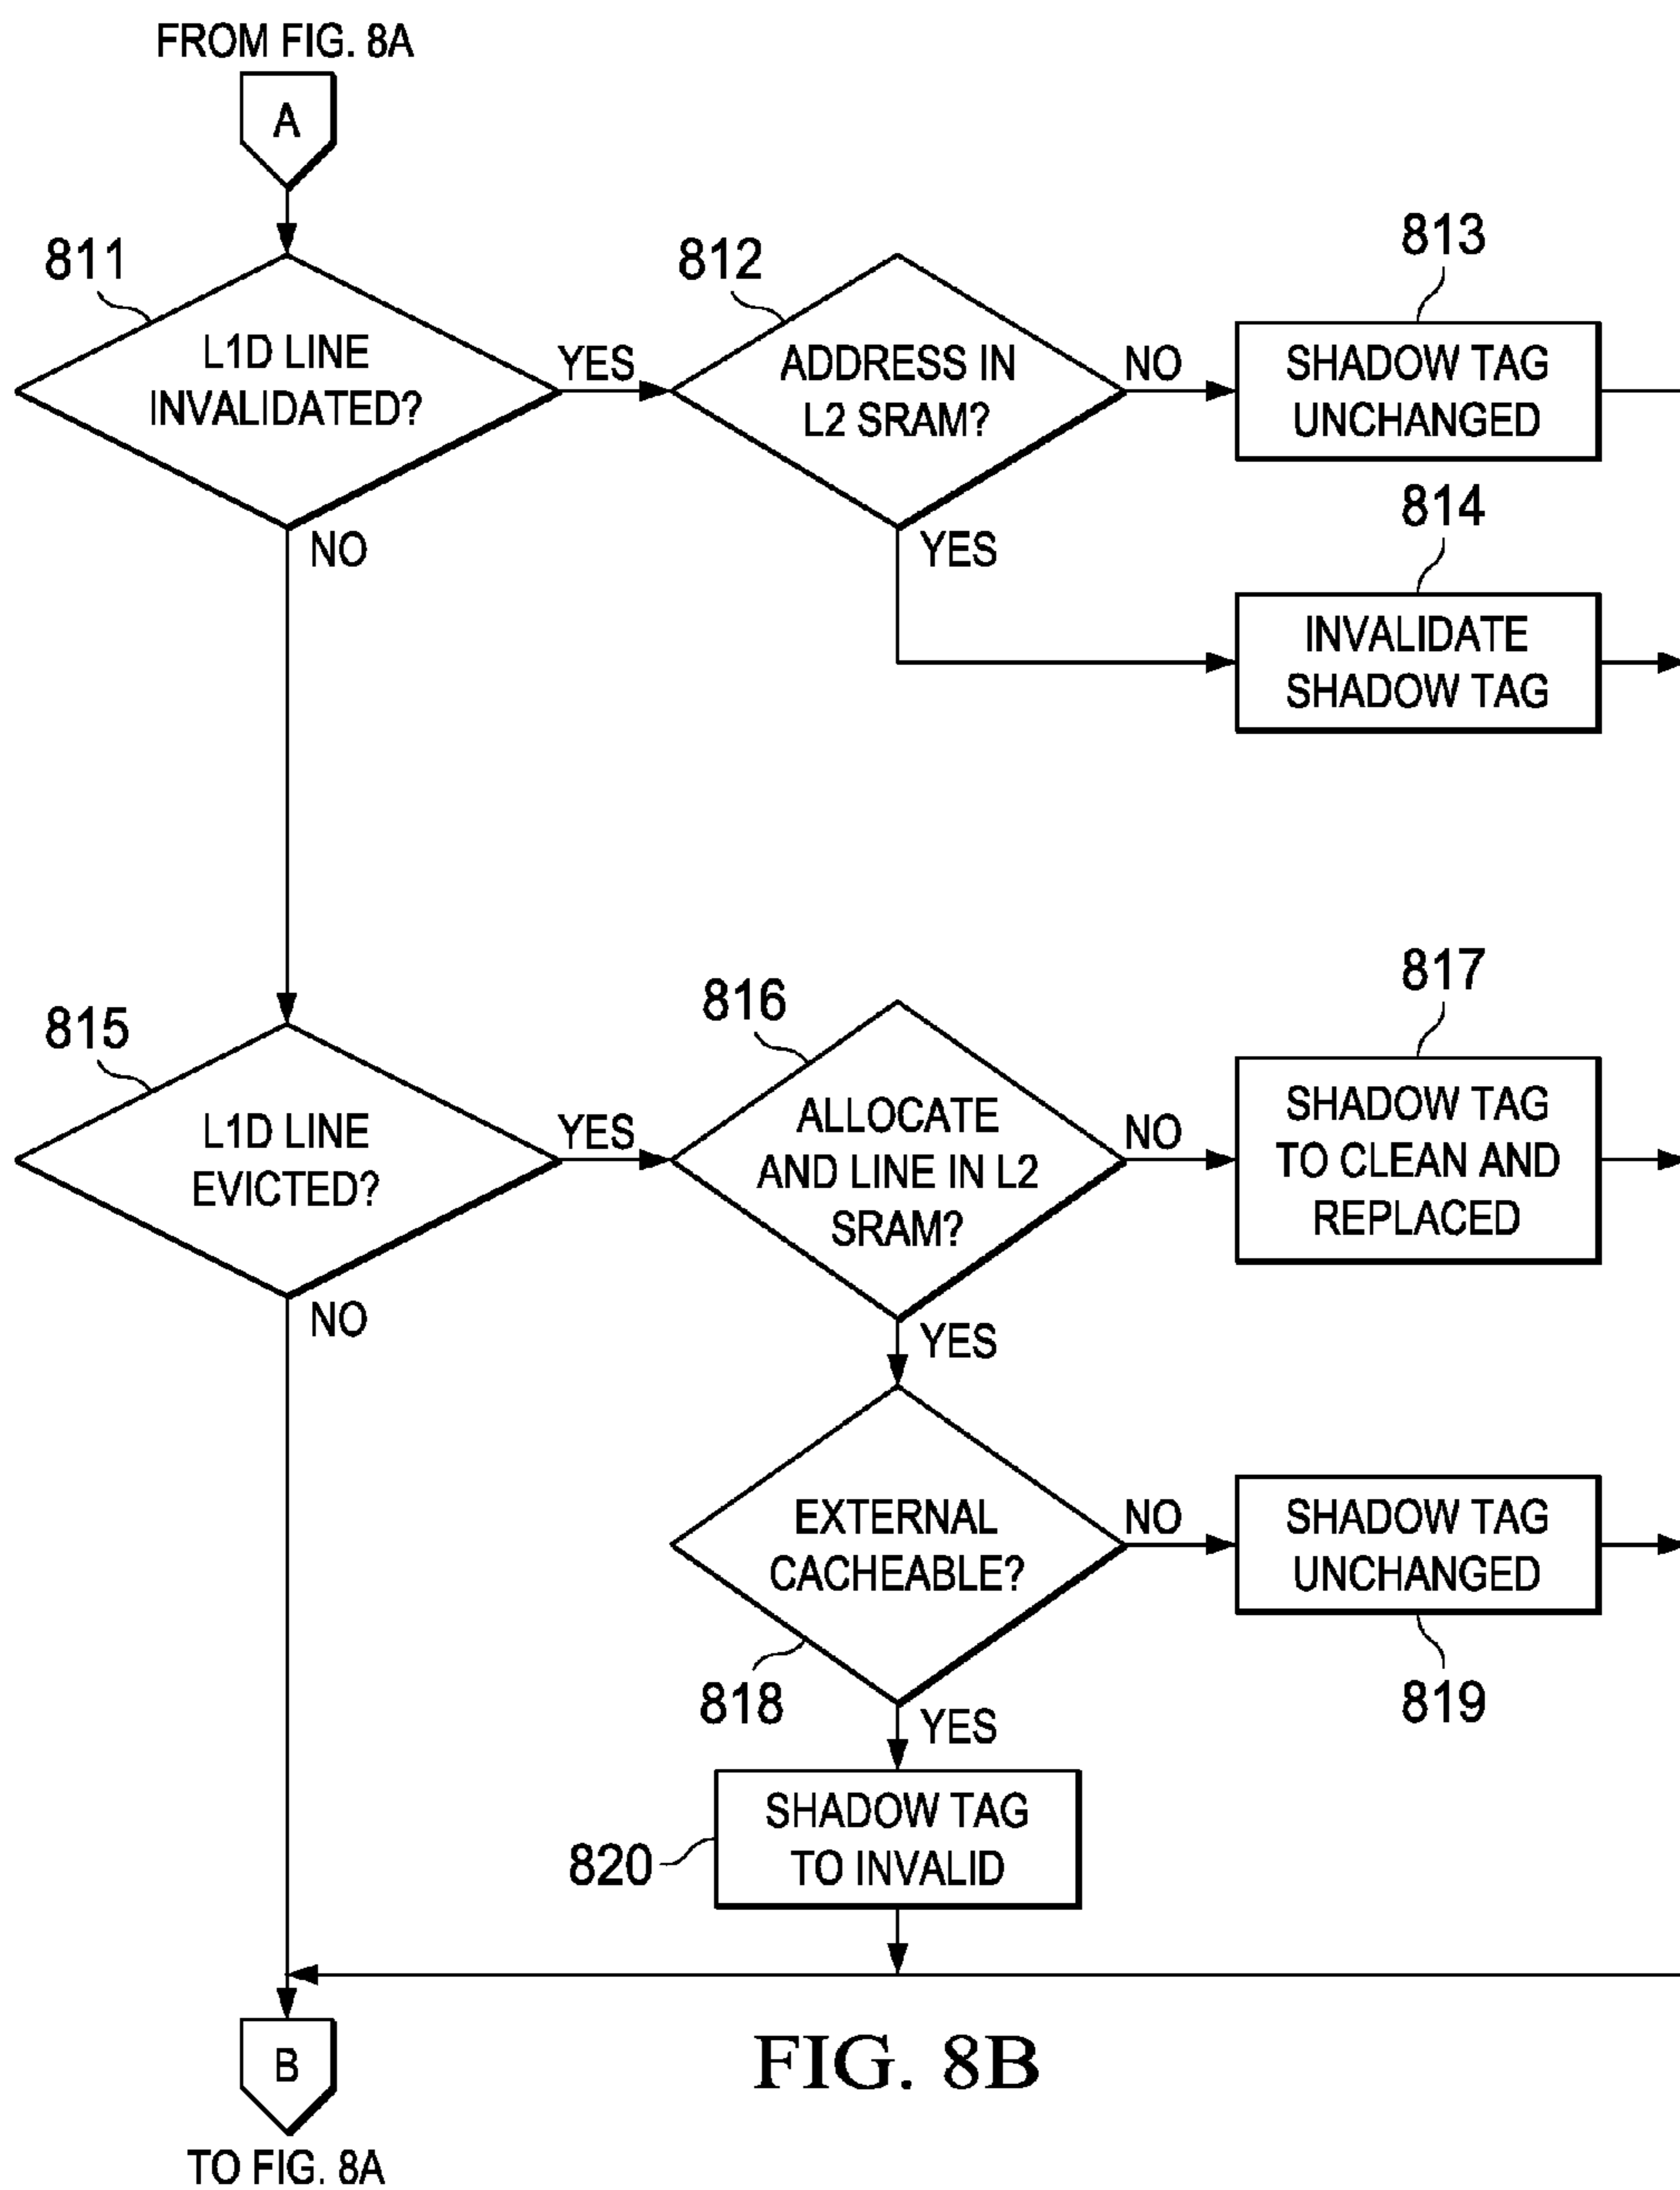 FROM FIG. 8A
A
811
L1D LINE
INVALIDATED?
YES
NO
812
ADDRESS IN
L2 SRAM?
NO
YES
813
SHADOW TAG
UNCHANGED
814
INVALIDATE
SHADOW TAG
815
L1D LINE
EVICTED?
YES
NO
816
ALLOCATE
AND LINE IN L2
SRAM?
NO
YES
817
SHADOW TAG
TO CLEAN AND
REPLACED
EXTERNAL
CACHEABLE?
818
NO
YES
SHADOW TAG
UNCHANGED
819
SHADOW TAG
TO INVALID
820
B
TO FIG. 8A
FIG. 8B